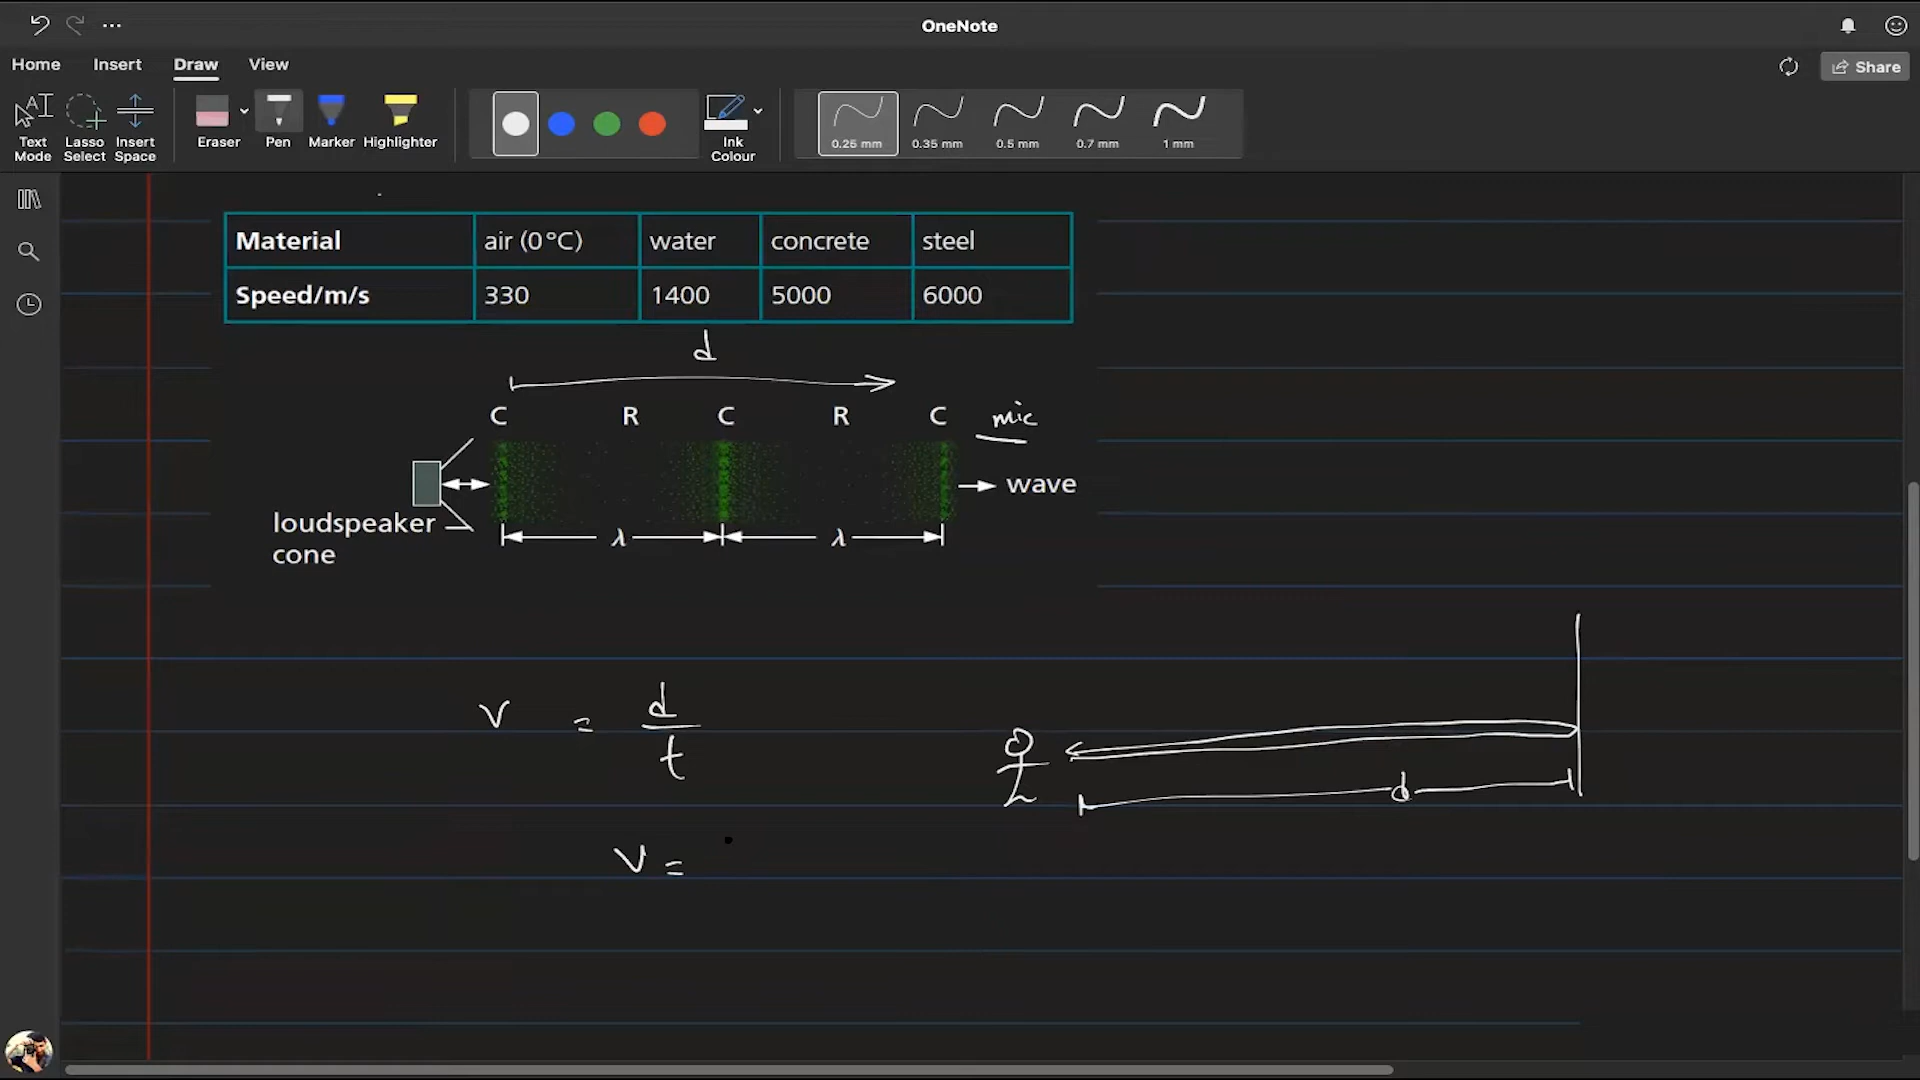 OneNote
Home Insert Draw View
Share
Text Mode
Lasso Select
Insert Space
Eraser
Pen
Marker
Highlighter
Ink Colour
0.25 mm
0.35 mm
0.5 mm
0.7 mm
1 mm
Material air (0 °C) water concrete steel
Speed/m/s 330 1400 5000 6000
d
C R C R C mic
wave
loudspeaker cone
λ λ
v = d/t
d
v =